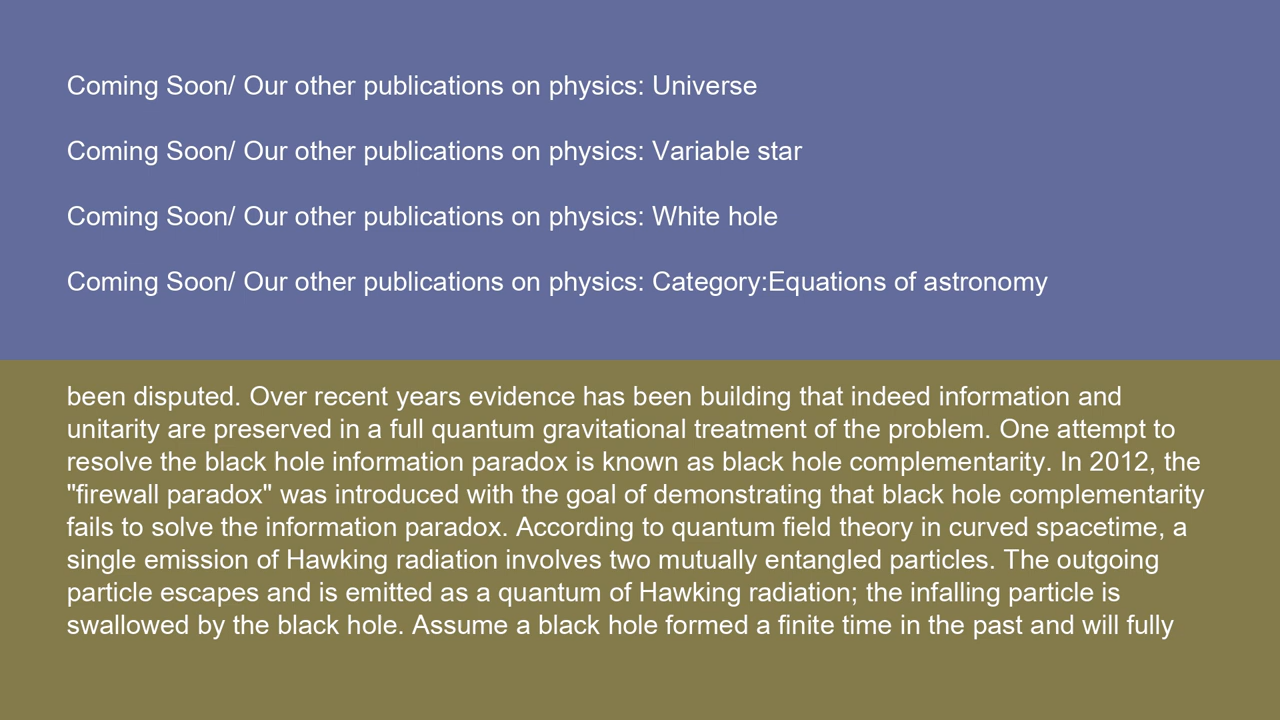 Coming Soon/ Our other publications on physics: Universe
Coming Soon/ Our other publications on physics: Variable star
Coming Soon/ Our other publications on physics: White hole
Coming Soon/ Our other publications on physics: Category:Equations of astronomy
been disputed. Over recent years evidence has been building that indeed information and
unitarity are preserved in a full quantum gravitational treatment of the problem. One attempt to
resolve the black hole information paradox is known as black hole complementarity. In 2012, the
"firewall paradox" was introduced with the goal of demonstrating that black hole complementarity
fails to solve the information paradox. According to quantum field theory in curved spacetime, a
single emission of Hawking radiation involves two mutually entangled particles. The outgoing
particle escapes and is emitted as a quantum of Hawking radiation; the infalling particle is
swallowed by the black hole. Assume a black hole formed a finite time in the past and will fully